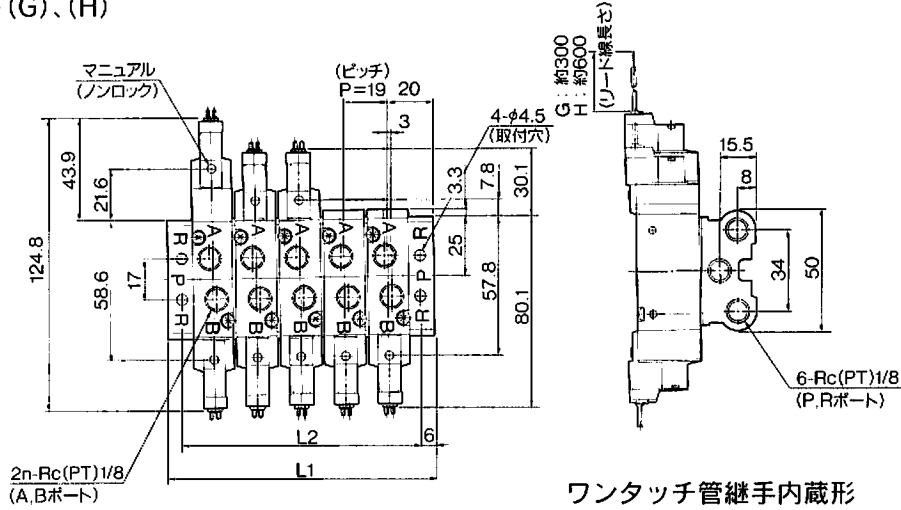 (G)、(H)
マニュアル
(ノンロック)
(ピッチ)
P=19
20
3
4-φ4.5
(取付穴)
43.9
21.6
124.8
58.6
17
3.3
7.8
30.1
25
57.8
80.1
R
P
R
A
A
A
A
A
B
B
B
B
B
R
P
R
L2
6
L1
2n-Rc(PT)1/8
(A,Bポート)
G：約300
H：約600
(リード線長さ)
15.5
8
34
50
6-Rc(PT)1/8
(P,Rポート)
ワンタッチ管継手内蔵形